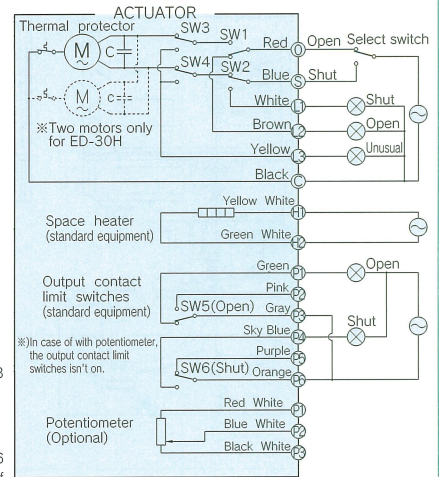 ACTUATOR
Thermal protector
SW3
SW1
Red
O
Open
Select switch
M
C
SW4
SW2
Blue
S
Shut
M
C
White
L1
Shut
※Two motors only
for ED-30H
Brown
L2
Open
Yellow
L3
Unusual
Black
C
Space heater
(standard equipment)
Yellow White
H1
Green White
H2
Output contact
limit switches
(standard equipment)
Green
P1
Open
Pink
P2
SW5(Open)
Gray
P3
Sky Blue
P4
Shut
※)In case of with potentiometer,
the output contact limit
switches isn't on.
Purple
P5
SW6(Shut)
Orange
P6
Potentiometer
(Optional)
Red White
P1
Blue White
P2
Black White
P3